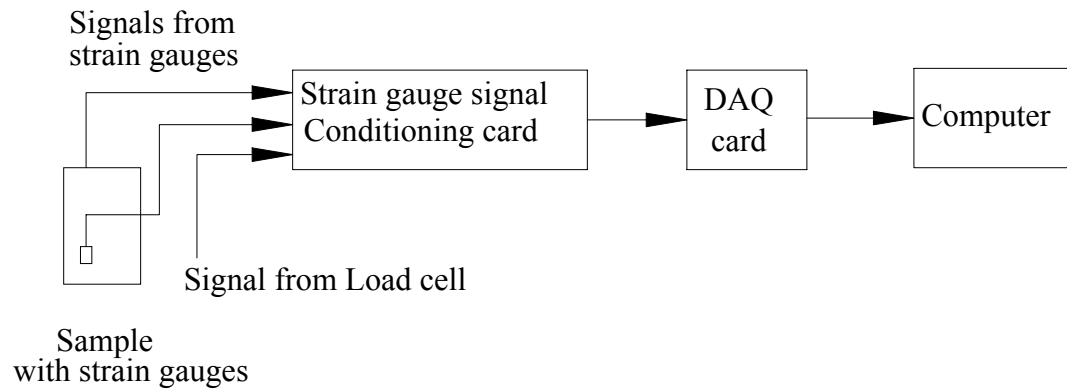 Signals from
strain gauges
Strain gauge signal
Conditioning card
DAQ
card
Computer
Signal from Load cell
Sample
with strain gauges